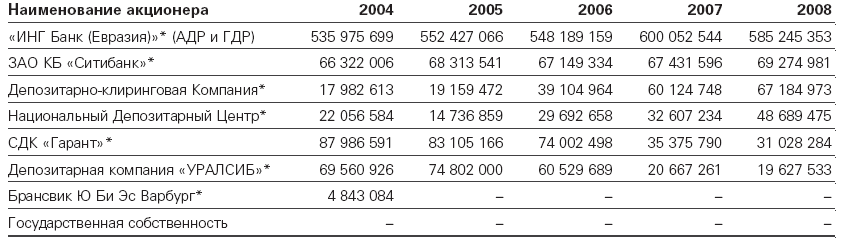 Наименование акционера 2004 2005 2006 2007 2008
«ИНГ Банк (Евразия)»* (АДР и ГДР) 535 975 699 552 427 066 548 189 159 600 052 544 585 245 353
ЗАО КБ «Ситибанк»* 66 322 006 68 313 541 67 149 334 67 431 596 69 274 981
Депозитарно-клиринговая Компания* 17 982 613 19 159 472 39 104 964 60 124 748 67 184 973
Национальный Депозитарный Центр* 22 056 584 14 736 859 29 692 658 32 607 234 48 689 475
СДК «Гарант»* 87 986 591 83 105 166 74 002 498 35 375 790 31 028 284
Депозитарная компания «УРАЛСИБ»* 69 560 926 74 802 000 60 529 689 20 667 261 19 627 533
Брансвик Ю Би Эс Варбург* 4 843 084 – – – –
Государственная собственность – – – – –